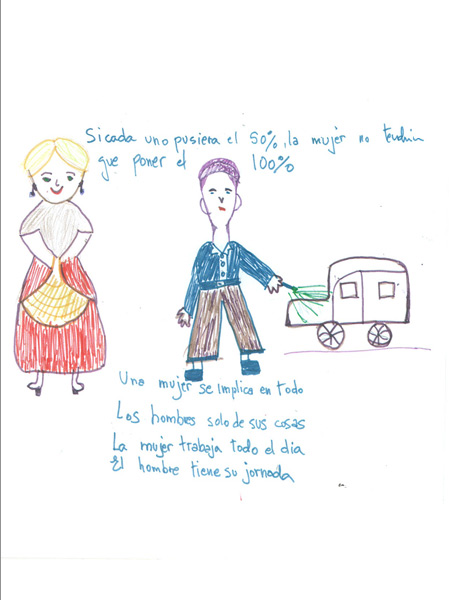 Si cada uno pusiera el 50%, la mujer no tendrin
que poner el 100%
Una mujer se implica en todo
Los hombres solo de sus cosas
La mujer trabaja todo el dia
El hombre tiene su jornada